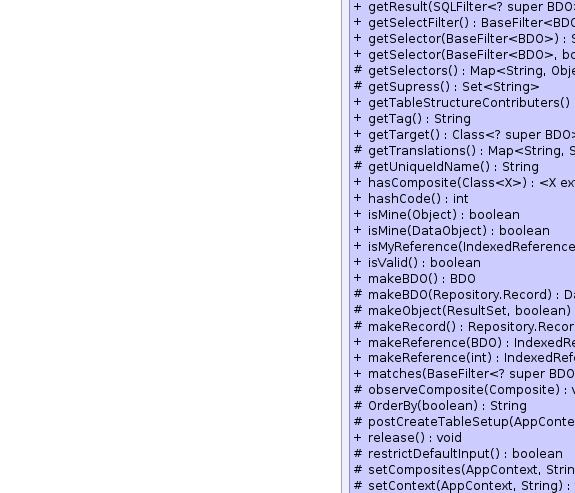 + getResult(SQLFilter<? super BDO>
+ getSelectFilter() : BaseFilter<BDO
+ getSelector(BaseFilter<BDO>) : S
+ getSelector(BaseFilter<BDO>, bo
# getSelectors() : Map<String, Obje
# getSupress() : Set<String>
+ getTableStructureContributers()
+ getTag() : String
+ getTarget() : Class<? super BDO>
# getTranslations() : Map<String, S
# getUniqueIdName() : String
+ hasComposite(Class<X>) : <X ex
+ hashCode() : int
+ isMine(Object) : boolean
+ isMine(DataObject) : boolean
+ isMyReference(IndexedReference
+ isValid() : boolean
+ makeBDO() : BDO
# makeBDO(Repository.Record) : Da
# makeObject(ResultSet, boolean)
# makeRecord() : Repository.Recor
+ makeReference(BDO) : IndexedRe
+ makeReference(int) : IndexedRef
+ matches(BaseFilter<? super BDO
# observeComposite(Composite) : v
# OrderBy(boolean) : String
# postCreateTableSetup(AppConte
+ release() : void
# restrictDefaultInput() : boolean
# setComposites(AppContext, Strin
# setContext(AppContext, String) :